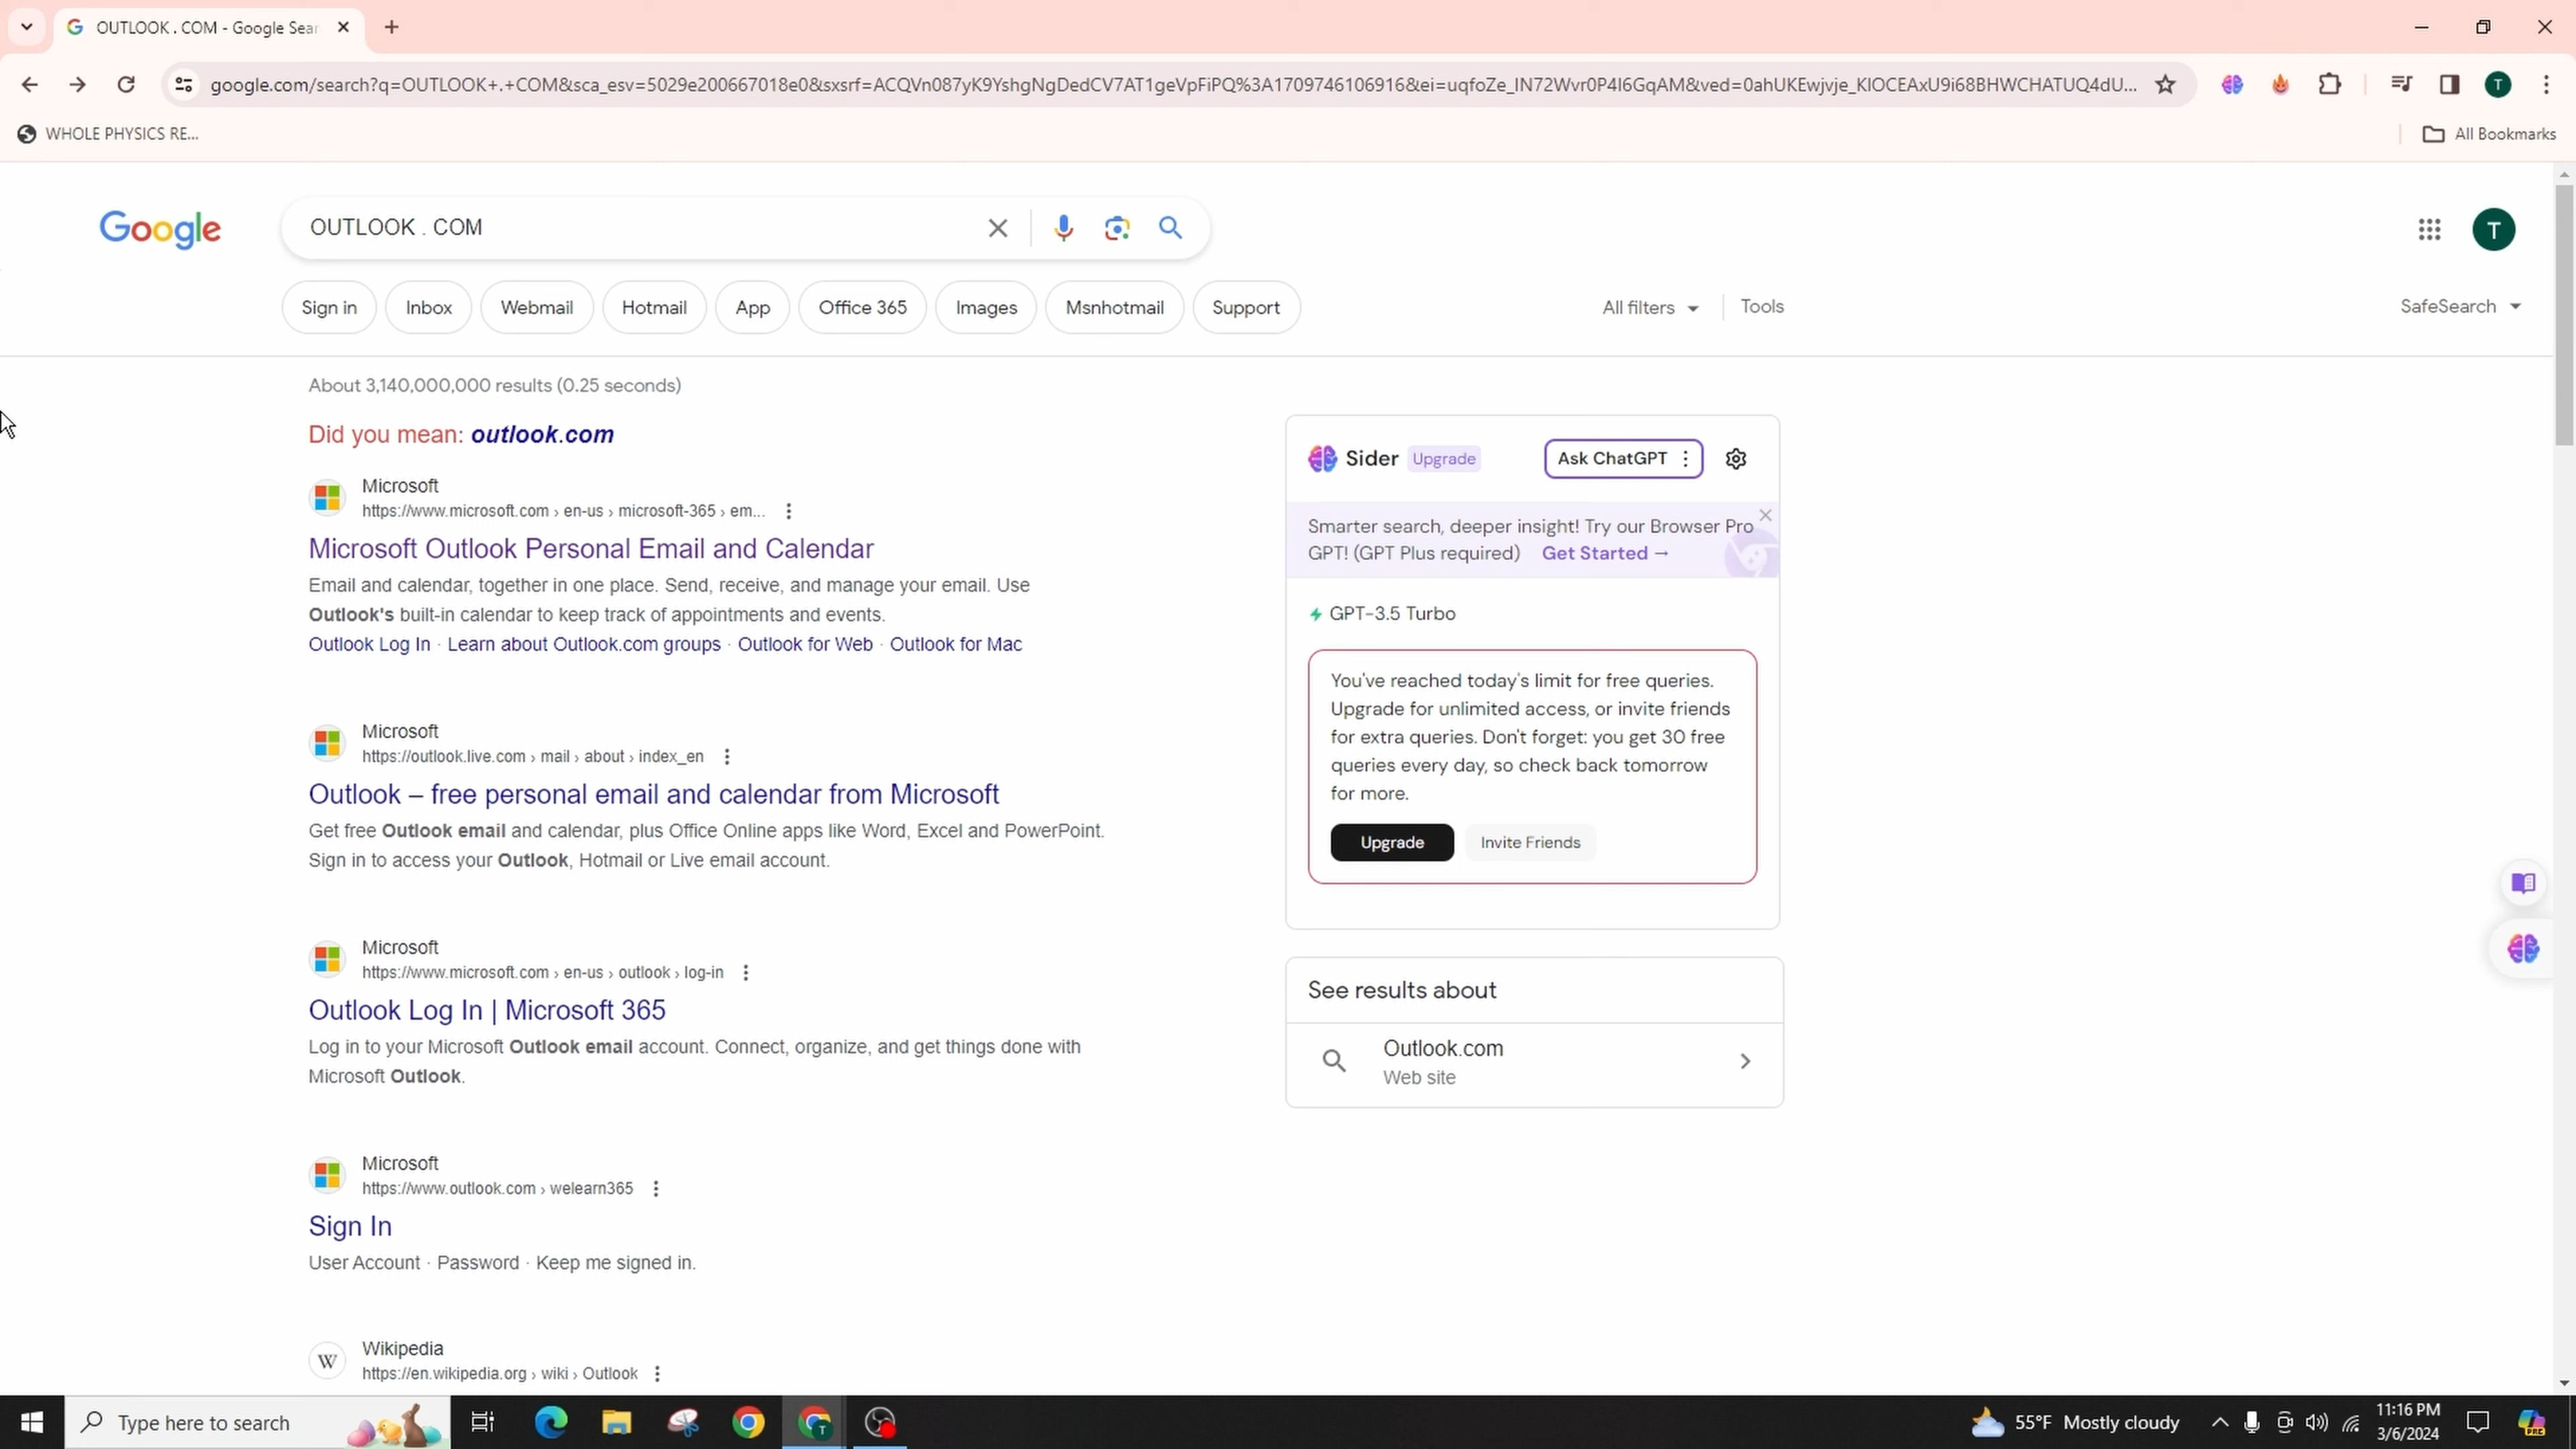 OUTLOOK . COM - Google Sear
google.com/search?q=OUTLOOK+.+COM&sca_esv=5029e200667018e0&sxsrf=ACQVn087yK9YshgNgDedCV7AT1geVpFiPQ%3A1709746106916&ei=uqfoZe_IN72Wvr0P4I6GqAM&ved=0ahUKEwjvje_KIOCEAxU9i68BHWCHATUQ4dU...
T
WHOLE PHYSICS RE...
All Bookmarks
Google
OUTLOOK . COM
T
Sign in
Inbox
Webmail
Hotmail
App
Office 365
Images
Msnhotmail
Support
All filters
Tools
SafeSearch
About 3,140,000,000 results (0.25 seconds)
Did you mean: outlook.com
Microsoft
https://www.microsoft.com › en-us › microsoft-365 › em...
Microsoft Outlook Personal Email and Calendar
Email and calendar, together in one place. Send, receive, and manage your email. Use
Outlook's built-in calendar to keep track of appointments and events.
Outlook Log In · Learn about Outlook.com groups · Outlook for Web · Outlook for Mac
Microsoft
https://outlook.live.com › mail › about › index_en
Outlook – free personal email and calendar from Microsoft
Get free Outlook email and calendar, plus Office Online apps like Word, Excel and PowerPoint.
Sign in to access your Outlook, Hotmail or Live email account.
Microsoft
https://www.microsoft.com › en-us › outlook › log-in
Outlook Log In | Microsoft 365
Log in to your Microsoft Outlook email account. Connect, organize, and get things done with
Microsoft Outlook.
Microsoft
https://www.outlook.com › welearn365
Sign In
User Account · Password · Keep me signed in.
W
Wikipedia
https://en.wikipedia.org › wiki › Outlook
Sider Upgrade
Ask ChatGPT
Smarter search, deeper insight! Try our Browser Pro
GPT! (GPT Plus required) Get Started →
GPT-3.5 Turbo
You've reached today's limit for free queries.
Upgrade for unlimited access, or invite friends
for extra queries. Don't forget: you get 30 free
queries every day, so check back tomorrow
for more.
Upgrade
Invite Friends
See results about
Outlook.com
Web site
Type here to search
T
55°F Mostly cloudy
11:16 PM
3/6/2024
PRE